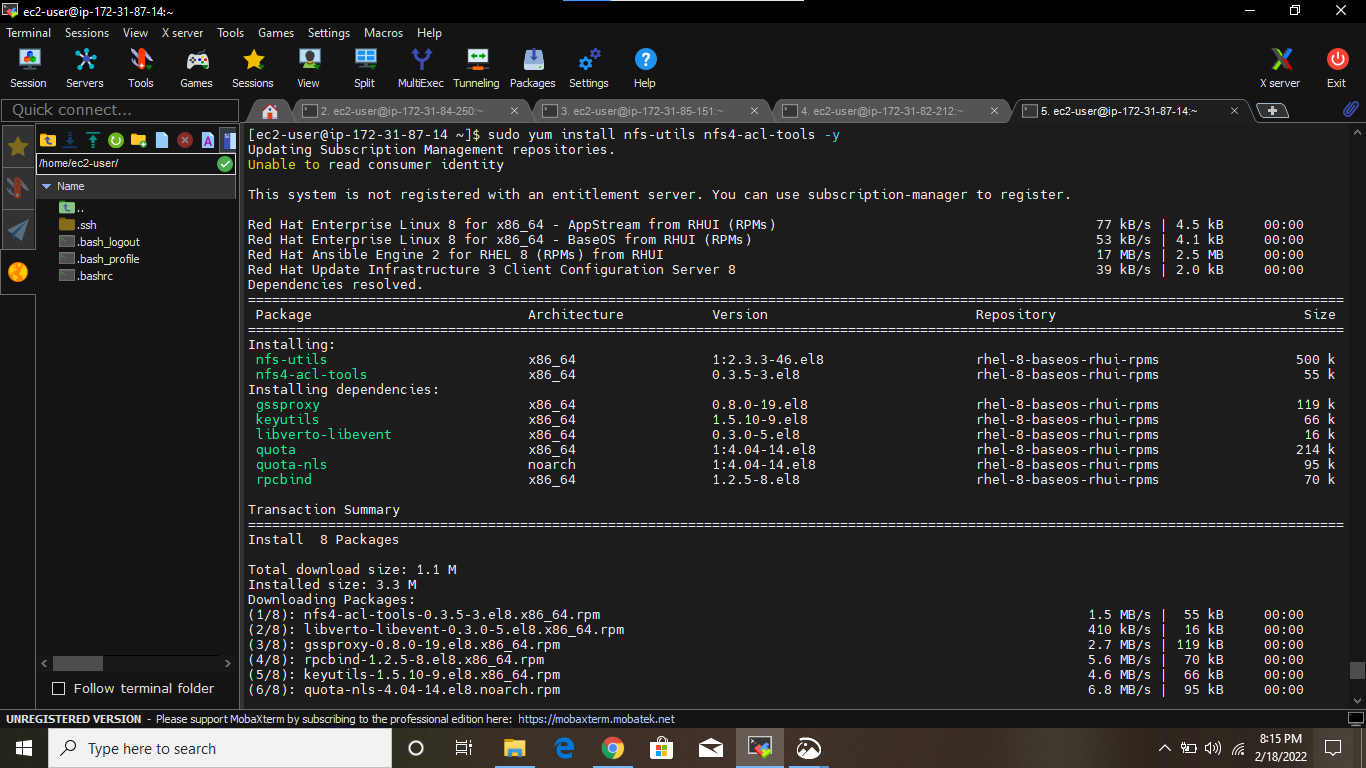 ec2-user@ip-172-31-87-14:~
Terminal Sessions View X server Tools Games Settings Macros Help
Session Servers Tools Games Sessions View Split MultiExec Tunneling Packages Settings Help X server Exit
Quick connect...
2. ec2-user@ip-172-31-84-250:~ 3. ec2-user@ip-172-31-85-151:~ 4. ec2-user@ip-172-31-82-212:~ 5. ec2-user@ip-172-31-87-14:~
/home/ec2-user/
Name
..
.ssh
.bash_logout
.bash_profile
.bashrc
Follow terminal folder
[ec2-user@ip-172-31-87-14 ~]$ sudo yum install nfs-utils nfs4-acl-tools -y
Updating Subscription Management repositories.
Unable to read consumer identity
This system is not registered with an entitlement server. You can use subscription-manager to register.
Red Hat Enterprise Linux 8 for x86_64 - AppStream from RHUI (RPMs) 77 kB/s | 4.5 kB 00:00
Red Hat Enterprise Linux 8 for x86_64 - BaseOS from RHUI (RPMs) 53 kB/s | 4.1 kB 00:00
Red Hat Ansible Engine 2 for RHEL 8 (RPMs) from RHUI 17 MB/s | 2.5 MB 00:00
Red Hat Update Infrastructure 3 Client Configuration Server 8 39 kB/s | 2.0 kB 00:00
Dependencies resolved.
Package Architecture Version Repository Size
Installing:
nfs-utils x86_64 1:2.3.3-46.el8 rhel-8-baseos-rhui-rpms 500 k
nfs4-acl-tools x86_64 0.3.5-3.el8 rhel-8-baseos-rhui-rpms 55 k
Installing dependencies:
gssproxy x86_64 0.8.0-19.el8 rhel-8-baseos-rhui-rpms 119 k
keyutils x86_64 1.5.10-9.el8 rhel-8-baseos-rhui-rpms 66 k
libverto-libevent x86_64 0.3.0-5.el8 rhel-8-baseos-rhui-rpms 16 k
quota x86_64 1:4.04-14.el8 rhel-8-baseos-rhui-rpms 214 k
quota-nls noarch 1:4.04-14.el8 rhel-8-baseos-rhui-rpms 95 k
rpcbind x86_64 1.2.5-8.el8 rhel-8-baseos-rhui-rpms 70 k
Transaction Summary
Install 8 Packages
Total download size: 1.1 M
Installed size: 3.3 M
Downloading Packages:
(1/8): nfs4-acl-tools-0.3.5-3.el8.x86_64.rpm 1.5 MB/s | 55 kB 00:00
(2/8): libverto-libevent-0.3.0-5.el8.x86_64.rpm 410 kB/s | 16 kB 00:00
(3/8): gssproxy-0.8.0-19.el8.x86_64.rpm 2.7 MB/s | 119 kB 00:00
(4/8): rpcbind-1.2.5-8.el8.x86_64.rpm 5.6 MB/s | 70 kB 00:00
(5/8): keyutils-1.5.10-9.el8.x86_64.rpm 4.6 MB/s | 66 kB 00:00
(6/8): quota-nls-4.04-14.el8.noarch.rpm 6.8 MB/s | 95 kB 00:00
UNREGISTERED VERSION - Please support MobaXterm by subscribing to the professional edition here: https://mobaxterm.mobatek.net
Type here to search
8:15 PM
2/18/2022